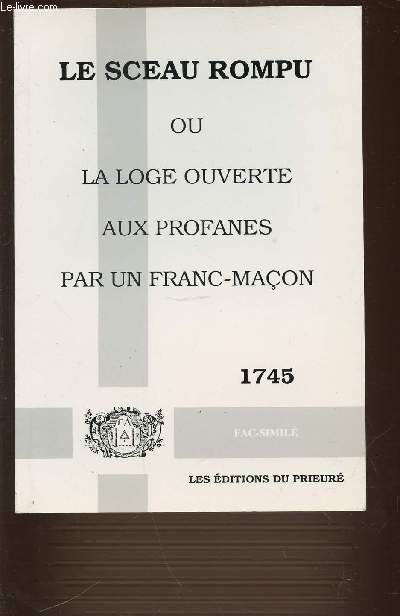 Le-livre.com
LE SCEAU ROMPU
OU
LA LOGE OUVERTE
AUX PROFANES
PAR UN FRANC-MAÇON
1745
FAC-SIMILÉ
LES ÉDITIONS DU PRIEURÉ